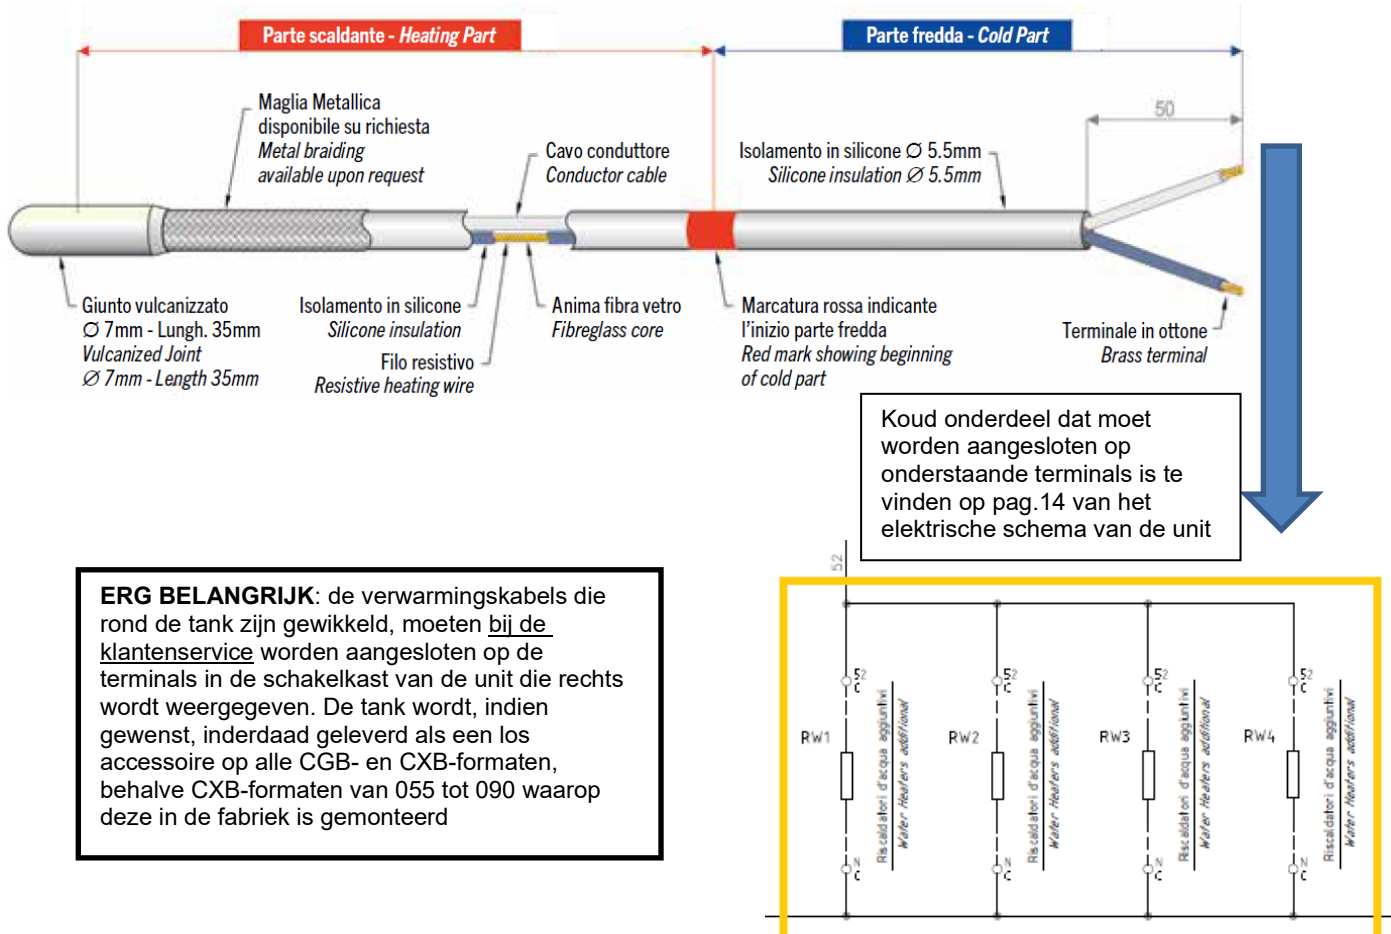 Parte scaldante - Heating Part
Parte fredda - Cold Part
50
Maglia Metallica
disponibile su richiesta
Metal braiding
available upon request
Cavo conduttore
Conductor cable
Isolamento in silicone Ø 5.5mm
Silicone insulation Ø 5.5mm
Giunto vulcanizzato
Ø 7mm - Lungh. 35mm
Vulcanized Joint
Ø 7mm - Length 35mm
Isolamento in silicone
Silicone insulation
Filo resistivo
Resistive heating wire
Anima fibra vetro
Fibreglass core
Marcatura rossa indicante
l'inizio parte fredda
Red mark showing beginning
of cold part
Terminale in ottone
Brass terminal
Koud onderdeel dat moet
worden aangesloten op
onderstaande terminals is te
vinden op pag.14 van het
elektrische schema van de unit
ERG BELANGRIJK: de verwarmingskabels die
rond de tank zijn gewikkeld, moeten bij de
klantenservice worden aangesloten op de
terminals in de schakelkast van de unit die rechts
wordt weergegeven. De tank wordt, indien
gewenst, inderdaad geleverd als een los
accessoire op alle CGB- en CXB-formaten,
behalve CXB-formaten van 055 tot 090 waarop
deze in de fabriek is gemonteerd
52
52
C
RW1
Riscaldatori d'acqua aggiuntivi
Water Heaters additional
N
C
52
C
RW2
Riscaldatori d'acqua aggiuntivi
Water Heaters additional
N
C
52
C
RW3
Riscaldatori d'acqua aggiuntivi
Water Heaters additional
N
C
52
C
RW4
Riscaldatori d'acqua aggiuntivi
Water Heaters additional
N
C